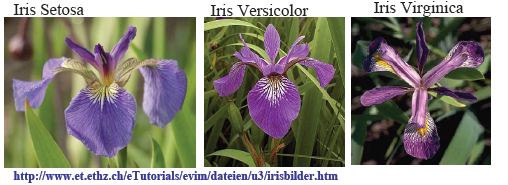 Iris Setosa
Iris Versicolor
Iris Virginica
http://www.et.ethz.ch/eTutorials/evim/dateien/u3/irisbilder.htm